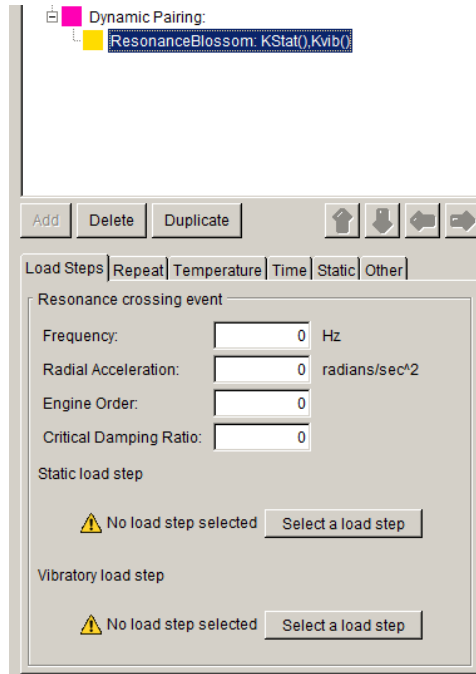 Dynamic Pairing:
ResonanceBlossom: KStat(),Kvib()
Add Delete Duplicate
Load Steps Repeat Temperature Time Static Other
Resonance crossing event
Frequency: 0 Hz
Radial Acceleration: 0 radians/sec^2
Engine Order: 0
Critical Damping Ratio: 0
Static load step
No load step selected Select a load step
Vibratory load step
No load step selected Select a load step